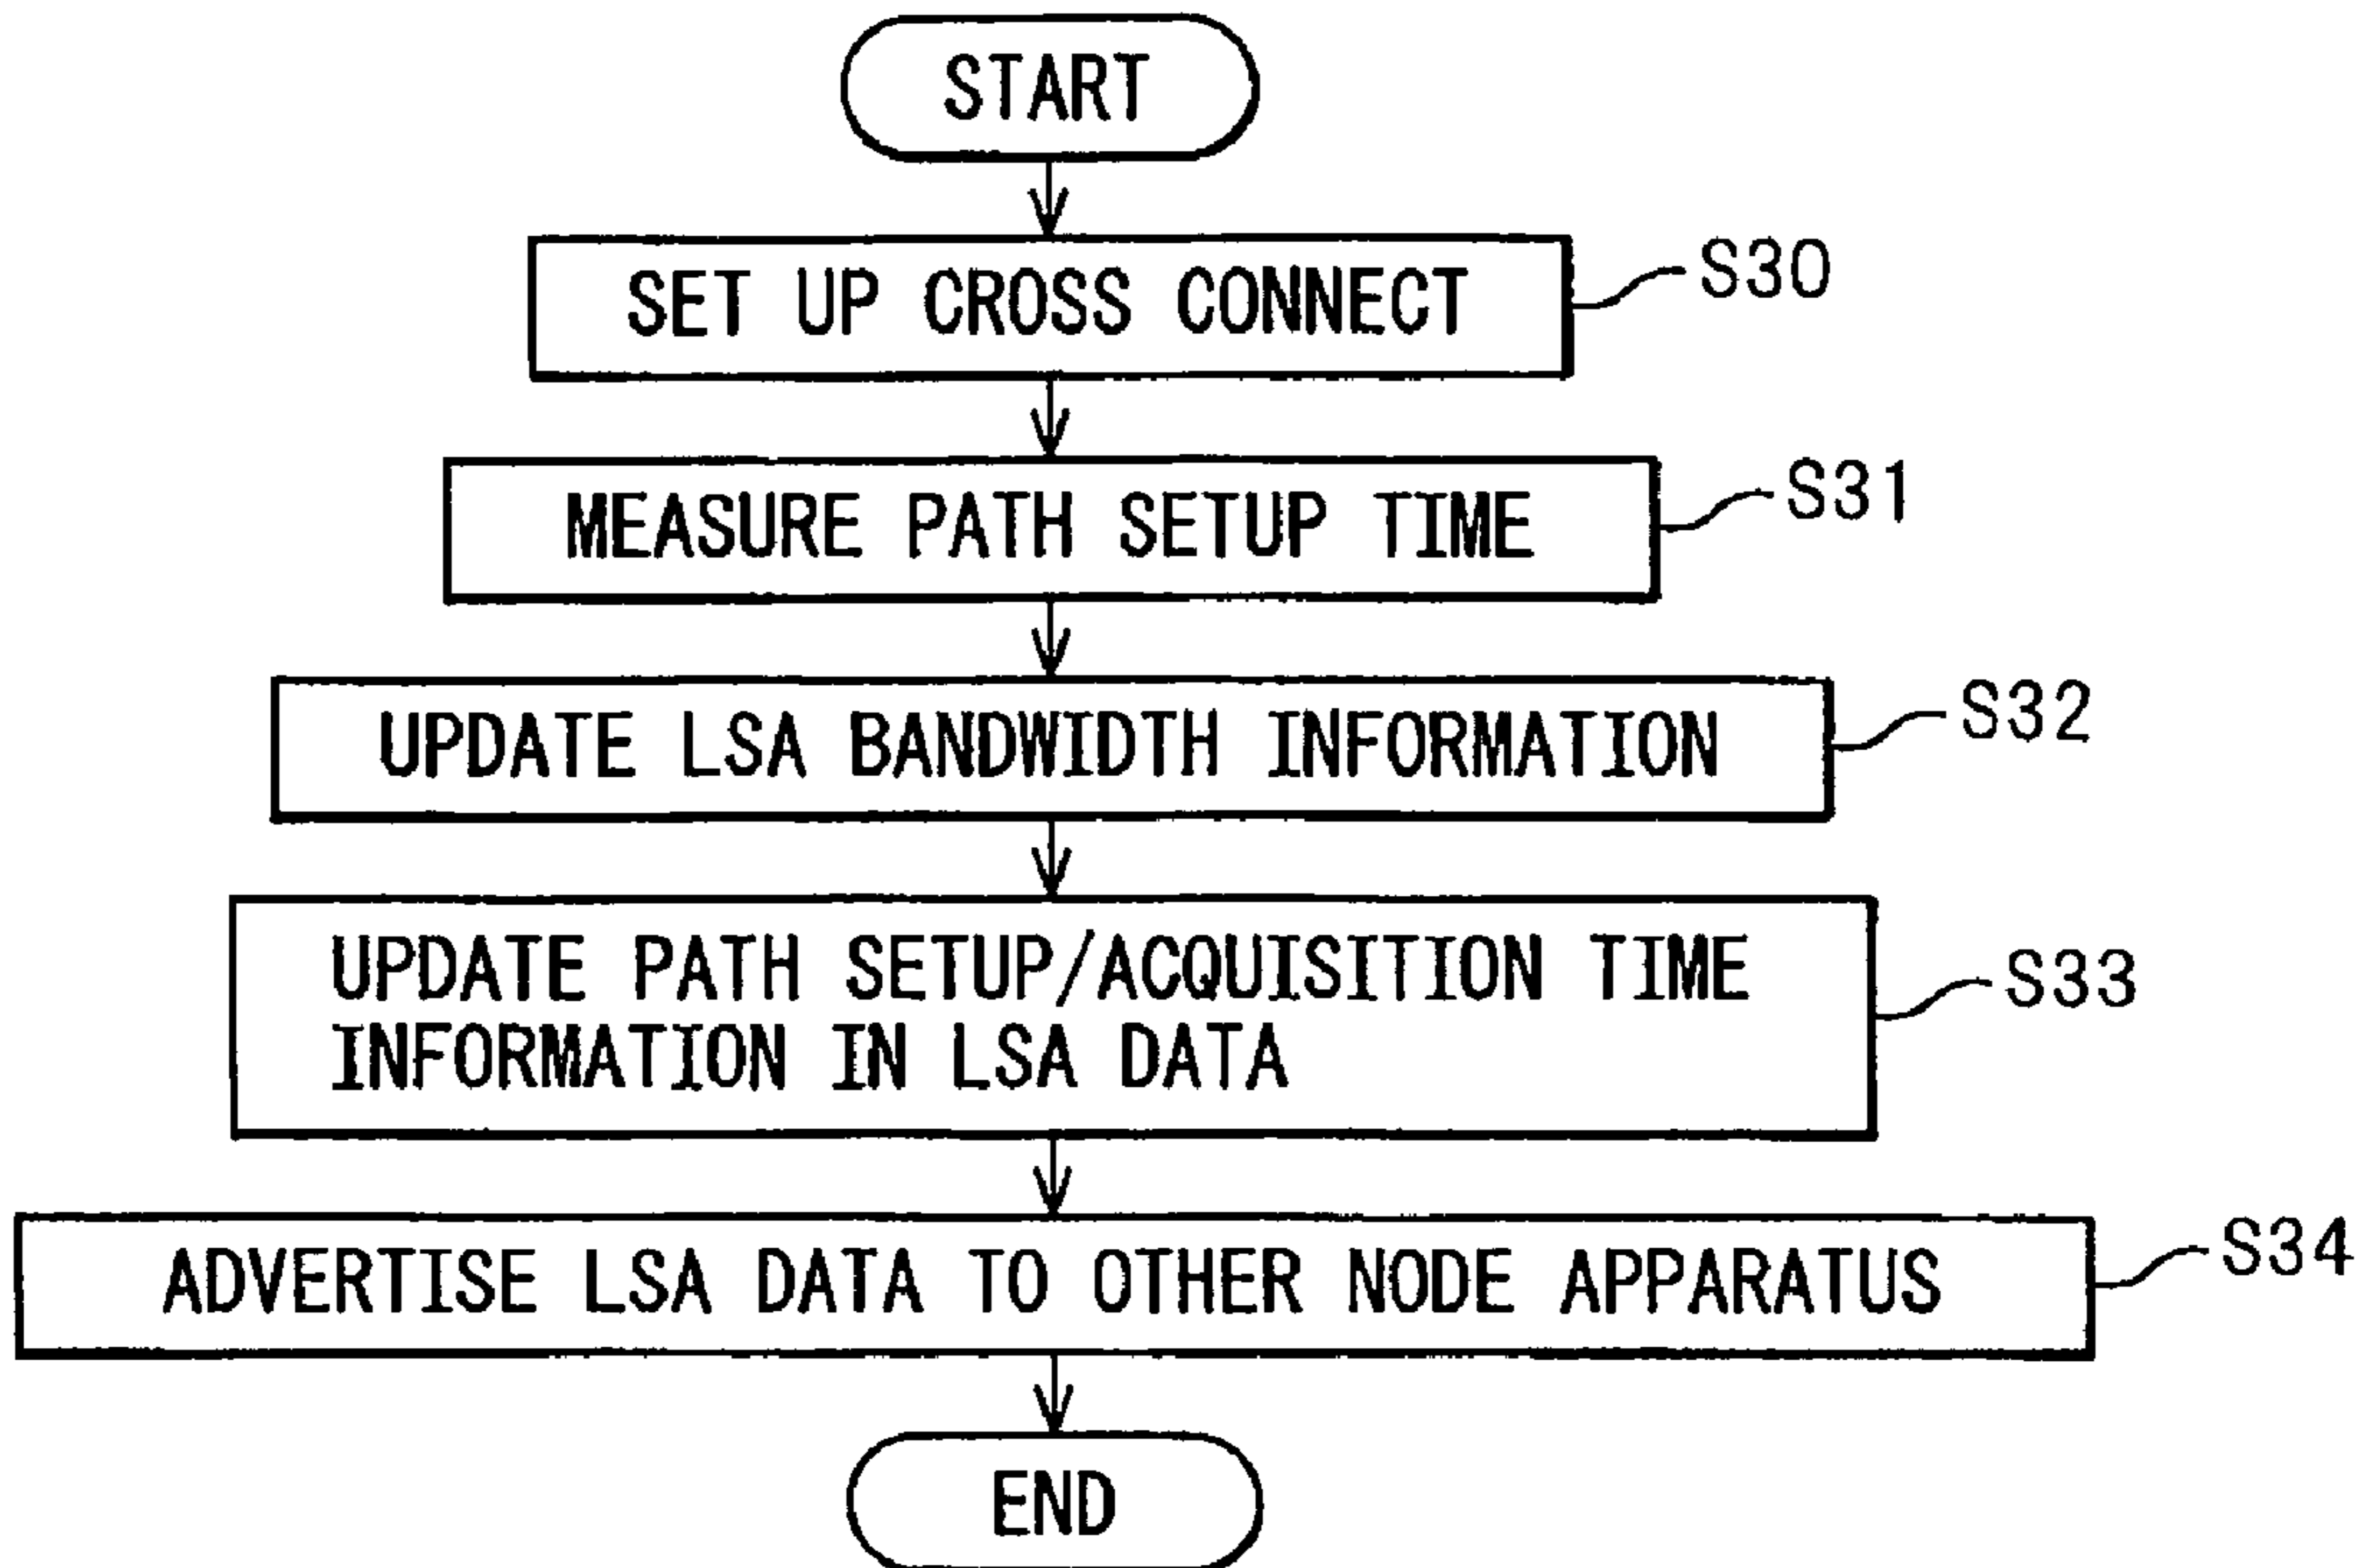 START
SET UP CROSS CONNECT
S30
MEASURE PATH SETUP TIME
S31
UPDATE LSA BANDWIDTH INFORMATION
S32
UPDATE PATH SETUP/ACQUISITION TIME
INFORMATION IN LSA DATA
S33
ADVERTISE LSA DATA TO OTHER NODE APPARATUS
S34
END